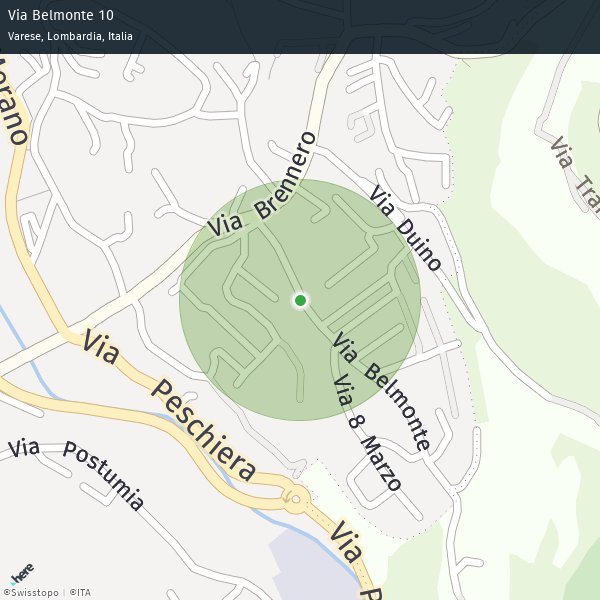 Via Belmonte 10
Varese, Lombardia, Italia
Morano
Via Brennero
Via Tra
Via Duino
Via Peschiera
Via Belmonte
Via 8 Marzo
Via Postumia
Via P
here
©Swisstopo | ©ITA